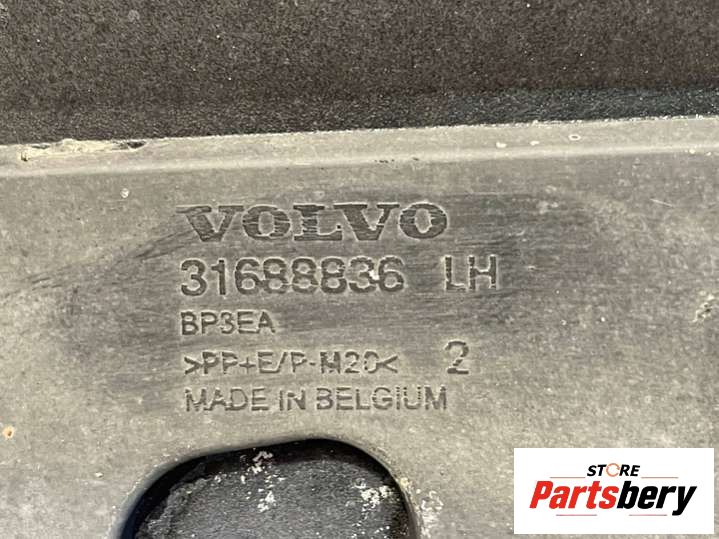 VOLVO
31688836 LH
BP3EA
>PP+E/P-M20< 2
MADE IN BELGIUM
STORE
Partsbery